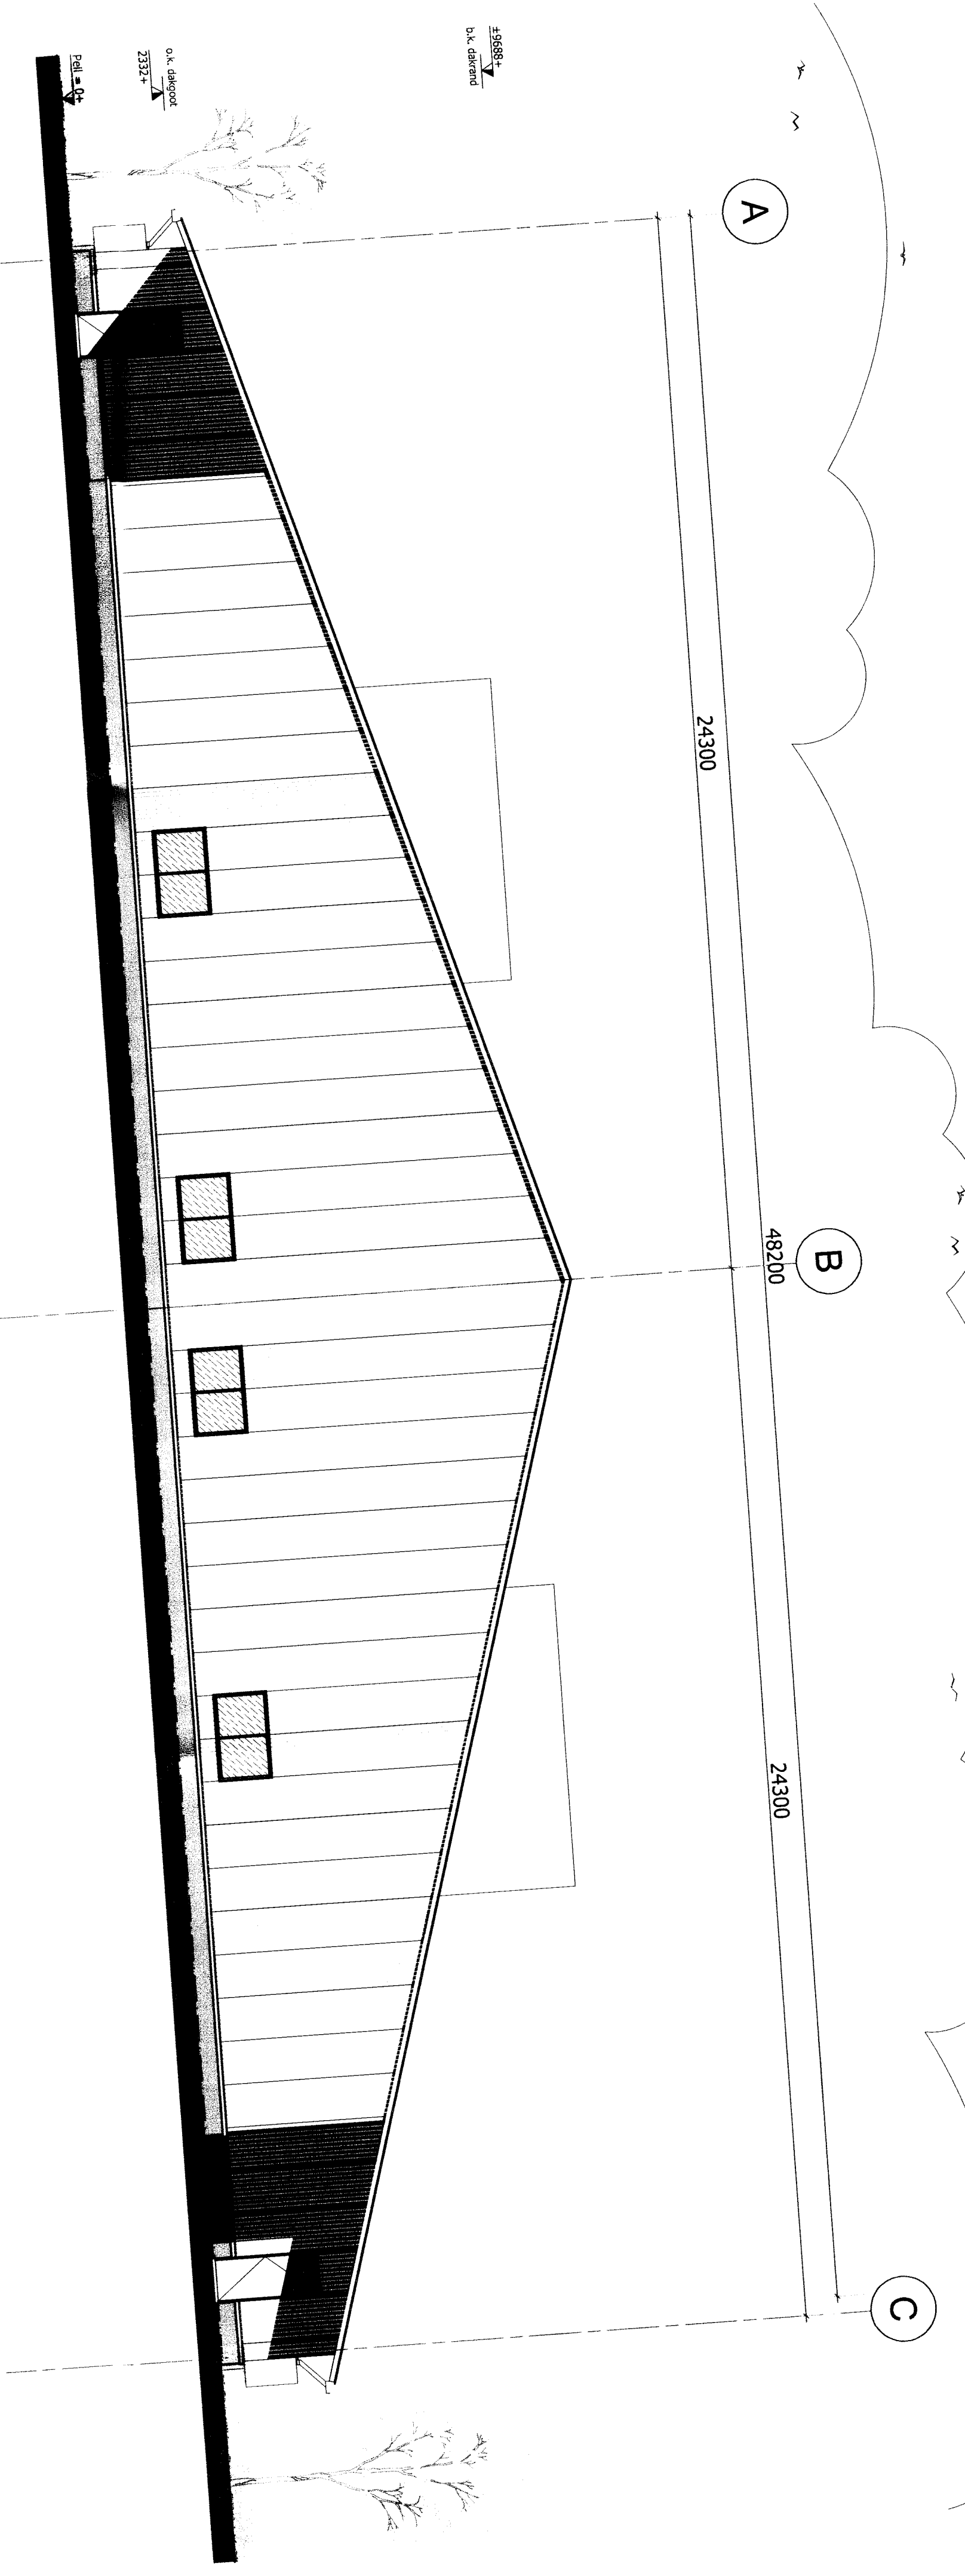 A
B
C
48200
24300
24300
±9688+
b.k. dakrand
o.k. dakgoot
2332+
Peil = 0+